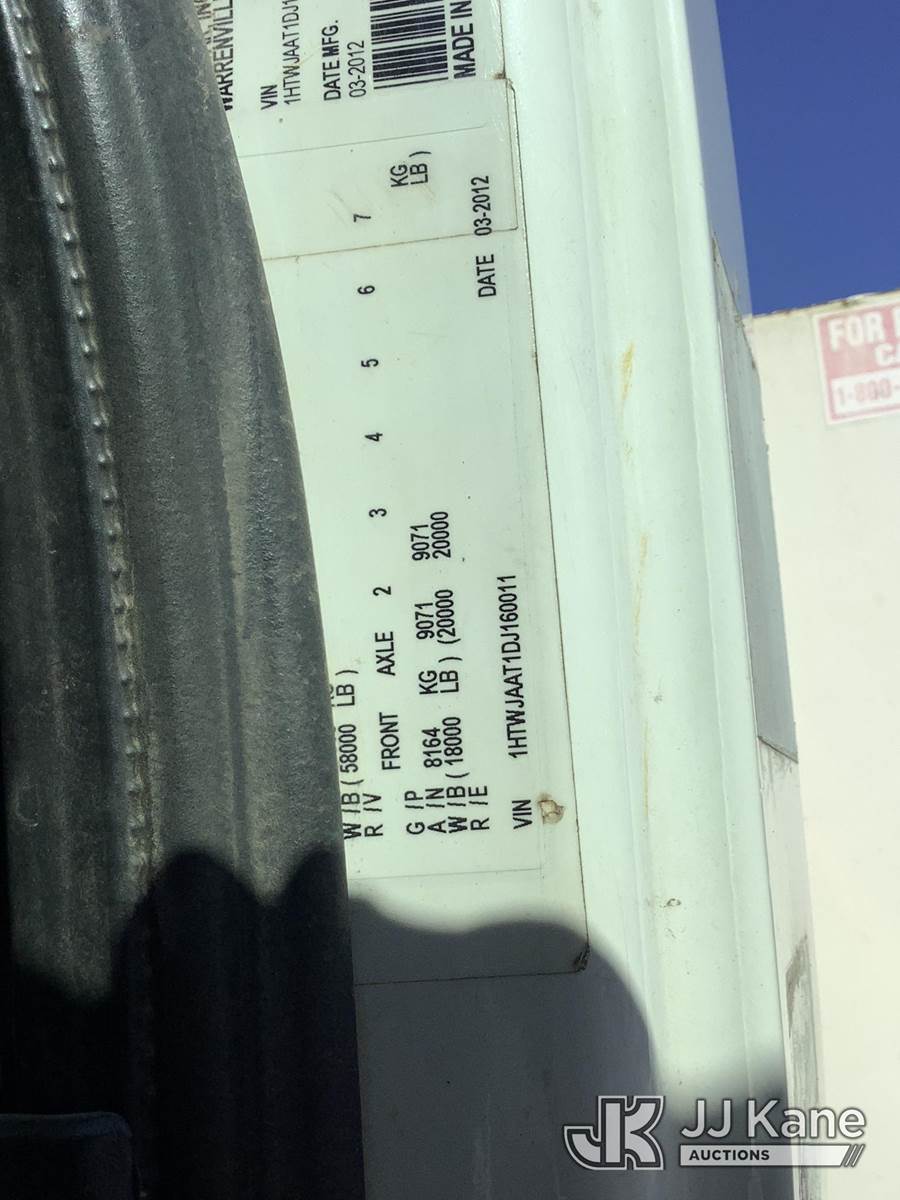 WARRENVILL
VIN
1HTWJAAT1DJ1
DATE MFG.
03-2012
MADE IN
W /B ( 58000 LB )
R /V
FRONT AXLE 2 3 4 5 6 7
G /P
A /N 8164 KG 9071 9071 KG
W /B ( 18000 LB ) (20000 20000 LB )
R /E
DATE 03-2012
VIN 1HTWJAAT1DJ160011
FOR
1-800-
JK JJ Kane
AUCTIONS